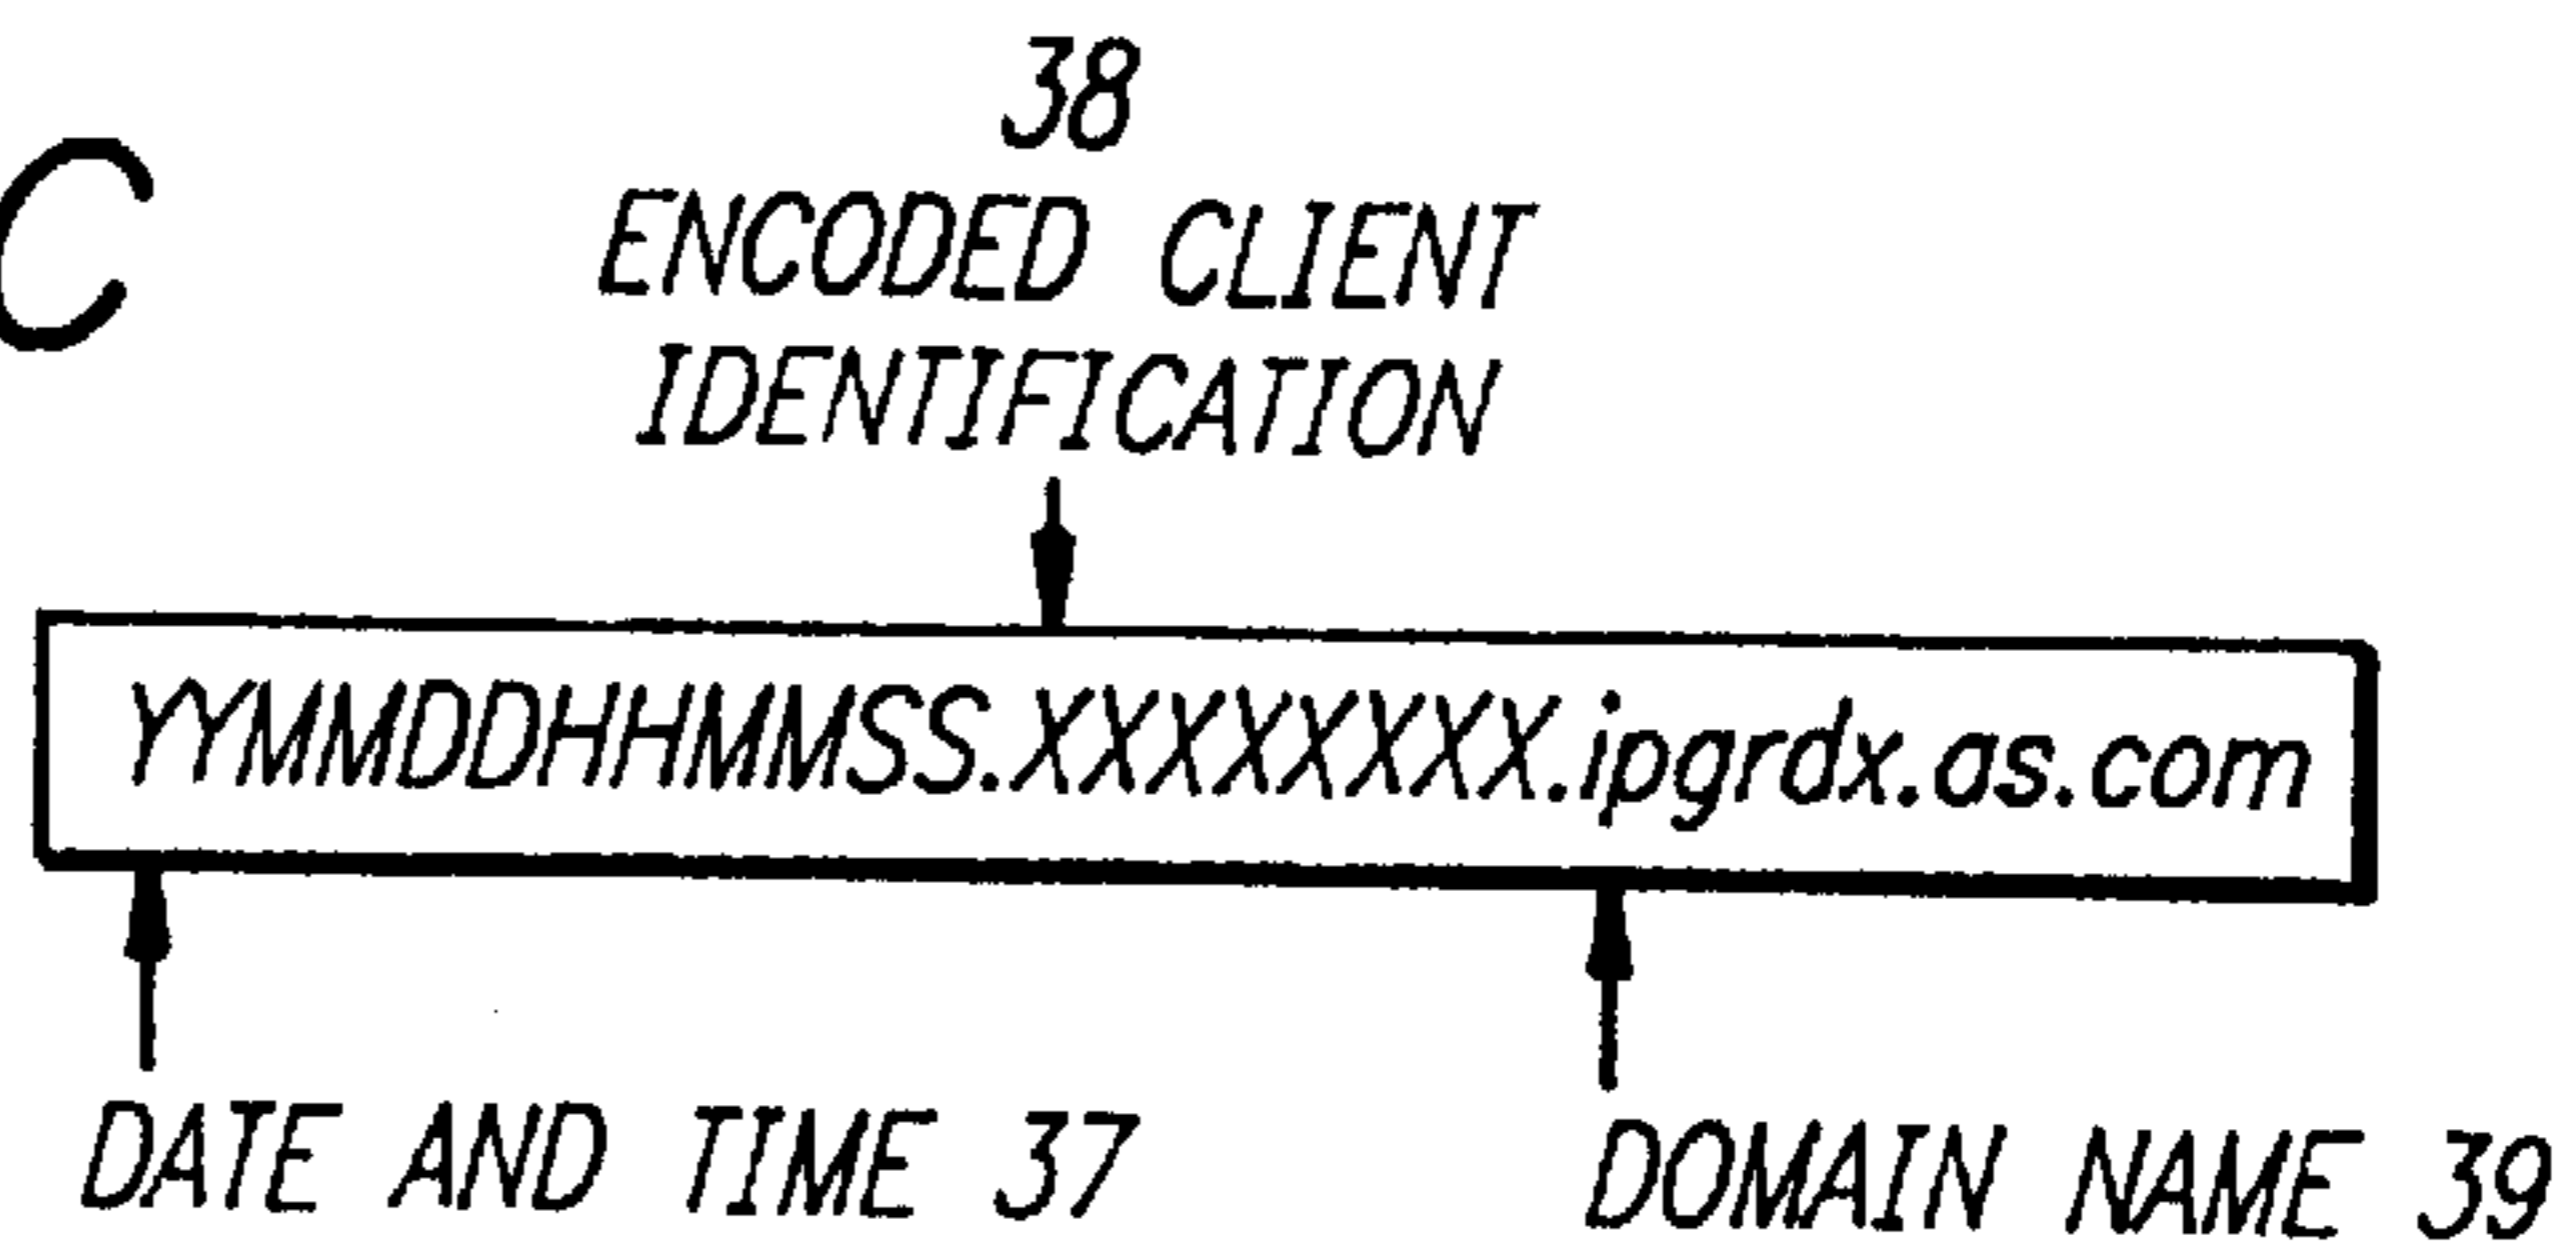 C
38
ENCODED CLIENT
IDENTIFICATION
YYMMDDHHMMSS.XXXXXXXX.ipgrdx.as.com
DATE AND TIME 37
DOMAIN NAME 39